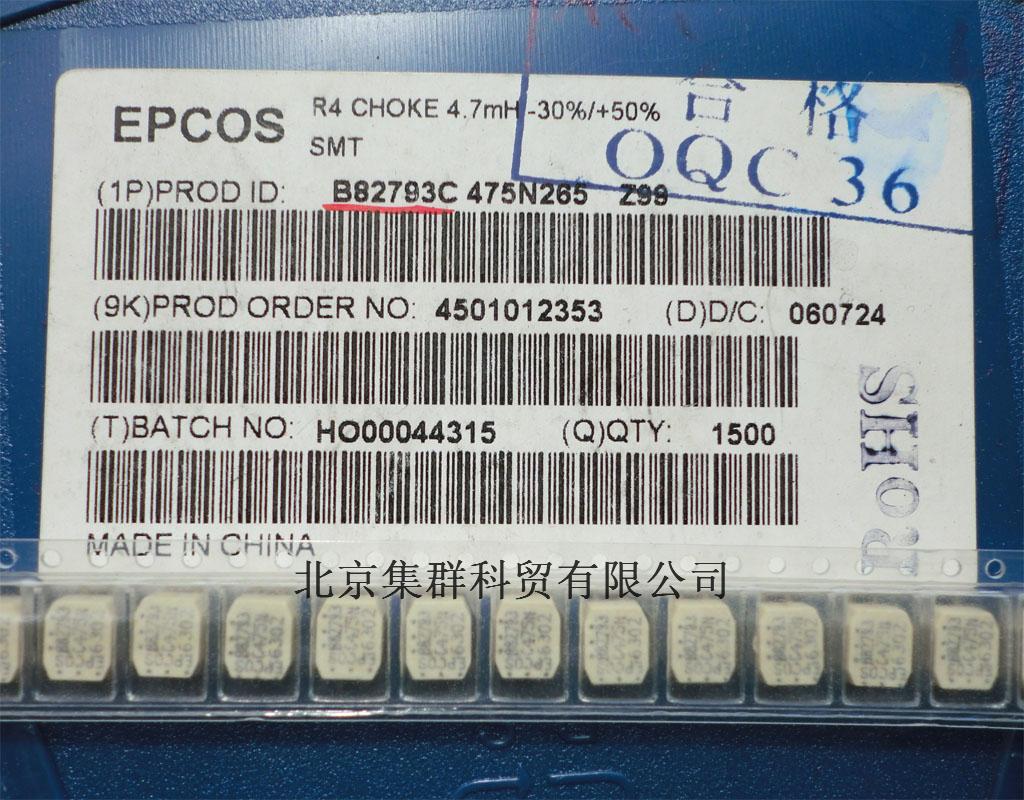 EPCOS
R4 CHOKE 4.7mH -30%/+50%
SMT
合格
OQC 36
(1P)PROD ID: B82793C 475N265 Z99
(9K)PROD ORDER NO: 4501012353 (D)D/C: 060724
(T)BATCH NO: HO00044315 (Q)QTY: 1500
RoHS
MADE IN CHINA
北京集群科贸有限公司